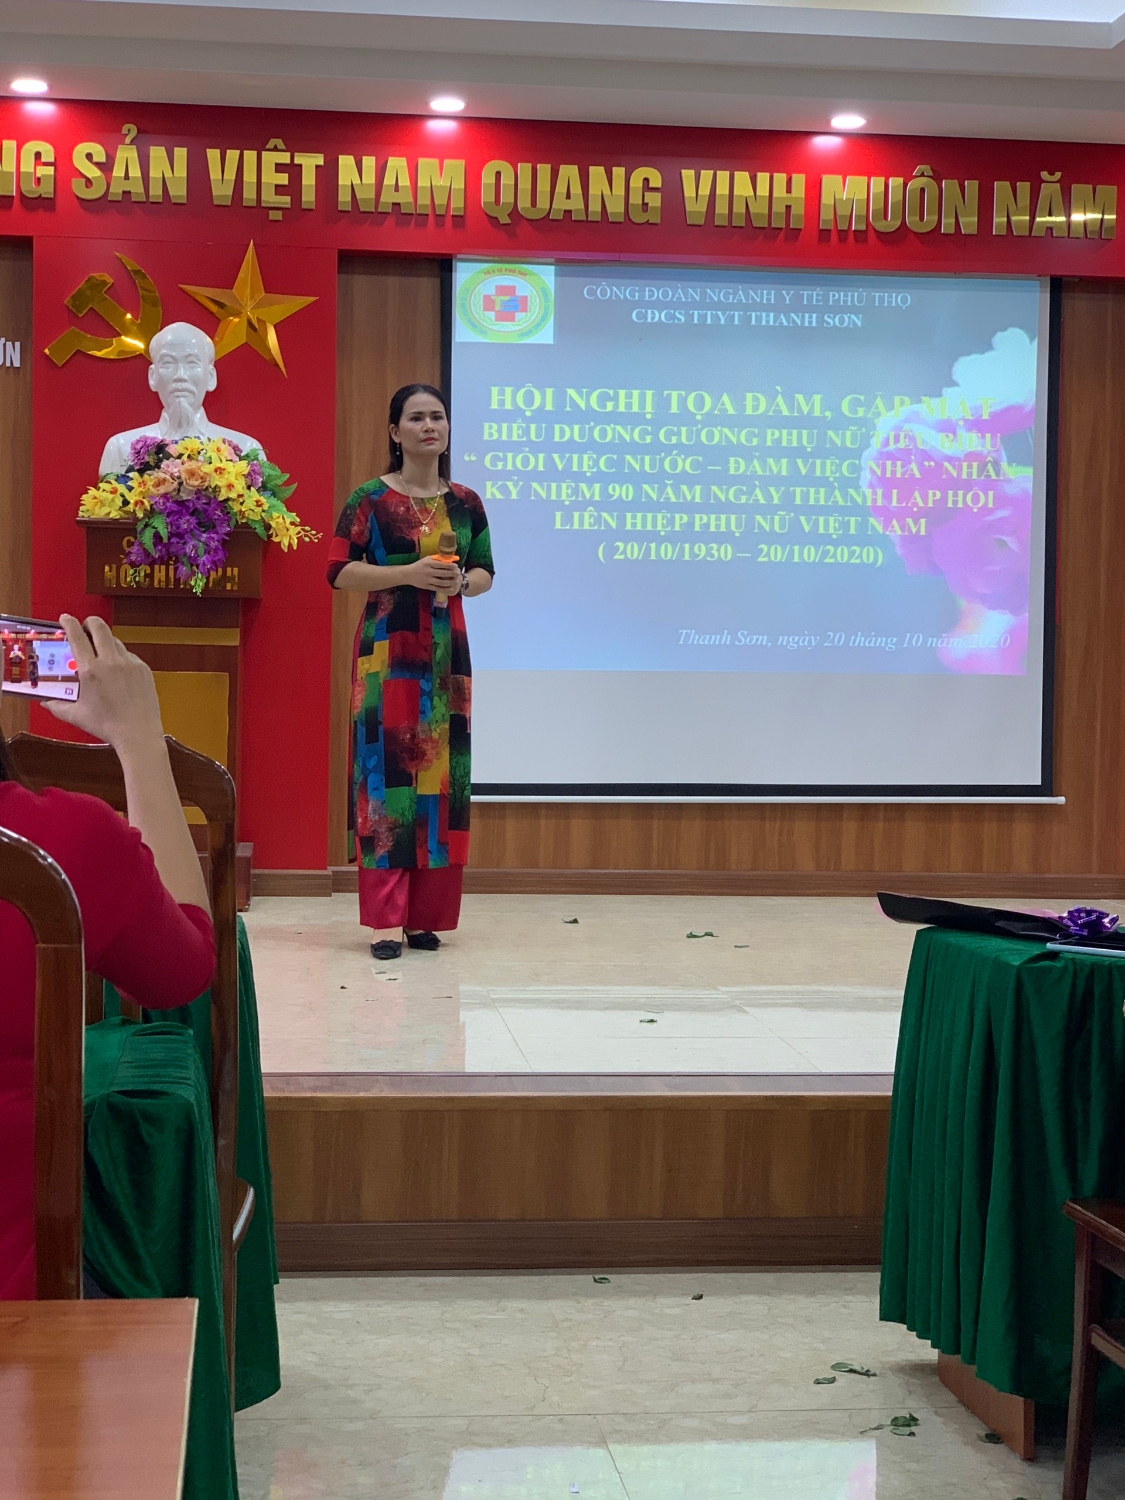 NG SẢN VIỆT NAM QUANG VINH MUÔN NĂM
ƠN
CÔNG ĐOÀN NGÀNH Y TẾ PHÚ THỌ
CĐCS TTYT THANH SƠN
HỘI NGHỊ TỌA ĐÀM, GẶP MẶT
BIỂU DƯƠNG GƯƠNG PHỤ NỮ TIÊU BIỂU
“ GIỎI VIỆC NƯỚC – ĐẢM VIỆC NHÀ” NHÂN
KỶ NIỆM 90 NĂM NGÀY THÀNH LẬP HỘI
LIÊN HIỆP PHỤ NỮ VIỆT NAM
( 20/10/1930 – 20/10/2020)
Thanh Sơn, ngày 20 tháng 10 năm 2020
HỒ CHÍ MINH